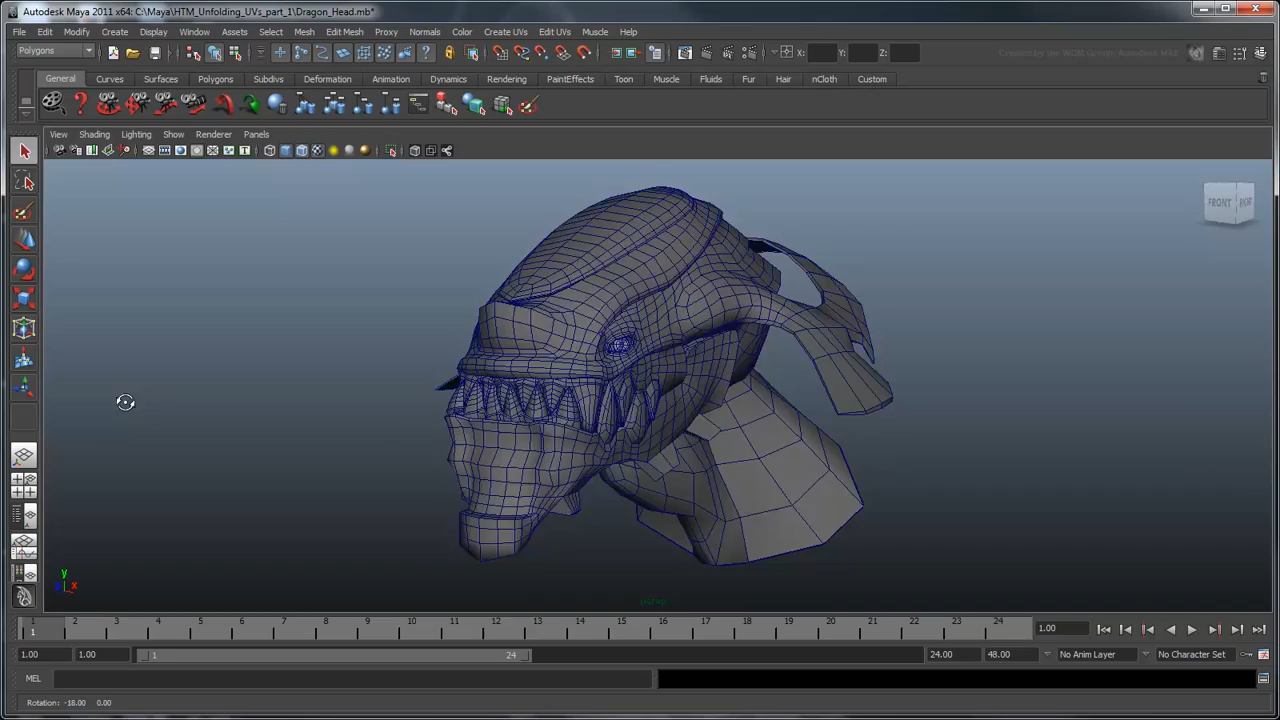 Autodesk Maya 2011 x64: C:\Maya\HTM_Unfolding_UVs_part_1\Dragon_Head.mb*
File Edit Modify Create Display Window Assets Select Mesh Edit Mesh Proxy Normals Color Create UVs Edit UVs Muscle Help
Polygons X: Y: Z:
General Curves Surfaces Polygons Subdivs Deformation Animation Dynamics Rendering PaintEffects Toon Muscle Fluids Fur Hair nCloth Custom
View Shading Lighting Show Renderer Panels
FRONT RIGHT
y
x
persp
1 2 3 4 5 6 7 8 9 10 11 12 13 14 15 16 17 18 19 20 21 22 23 24
1 1.00
1.00 1.00 1 24 24.00 48.00 No Anim Layer No Character Set
MEL
Rotation: -18.00 0.00